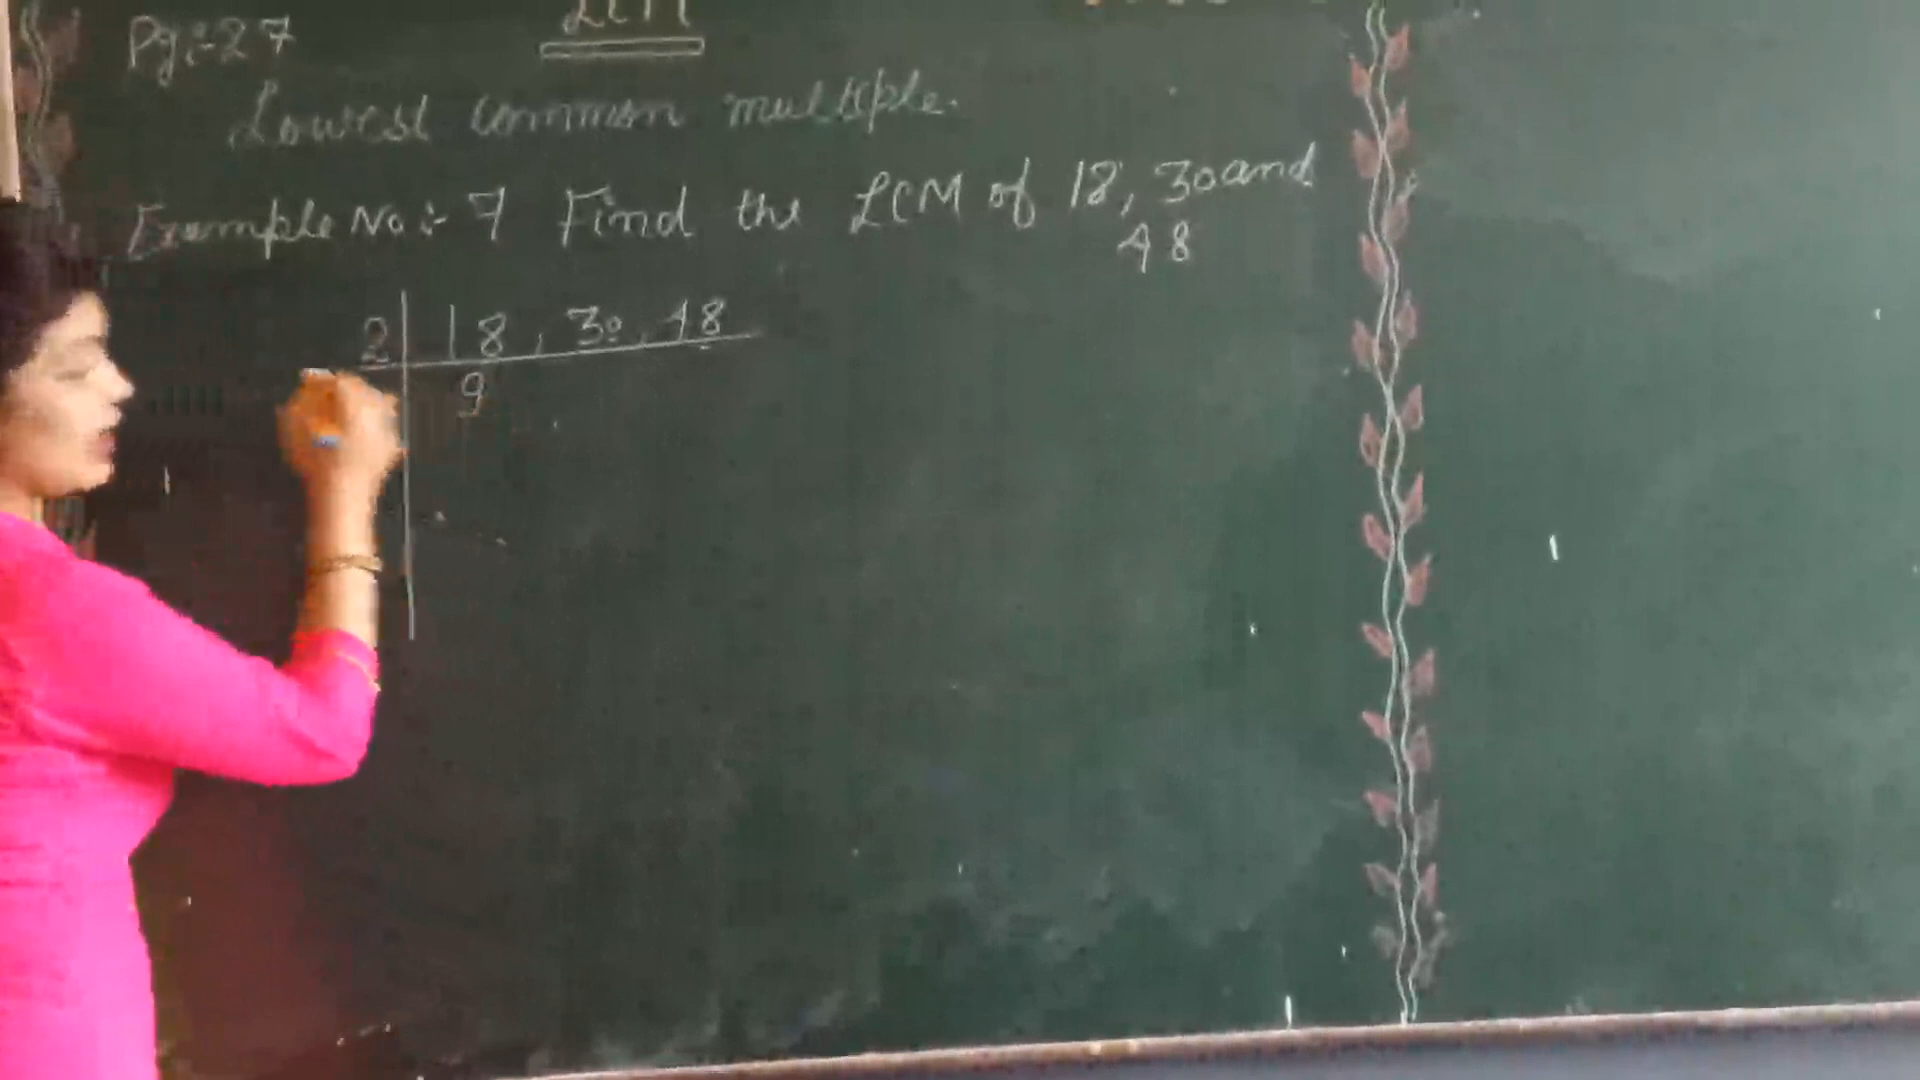 Pg:-27
LCM
Lowest common multiple.
Example No:- 7 Find the LCM of 18, 30 and
48
2 18, 30, 48
9